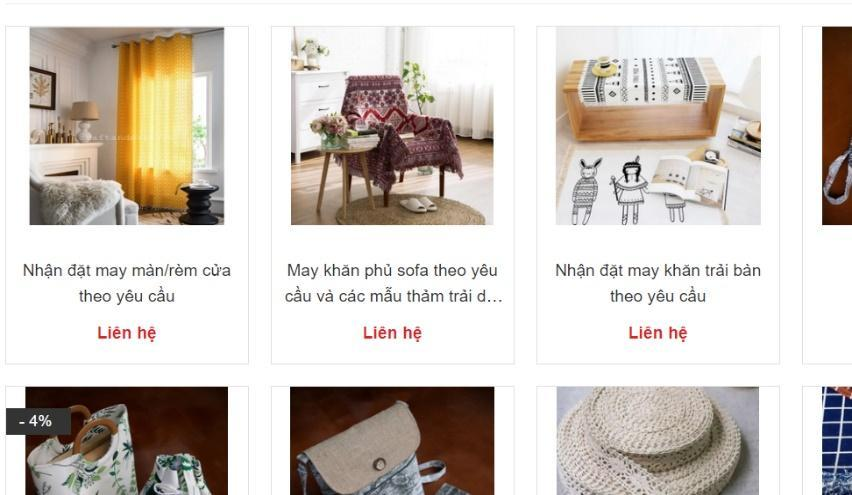 Nhận đặt may màn/rèm cửa
theo yêu cầu
Liên hệ
May khăn phủ sofa theo yêu
cầu và các mẫu thảm trải d…
Liên hệ
Nhận đặt may khăn trải bàn
theo yêu cầu
Liên hệ
- 4%